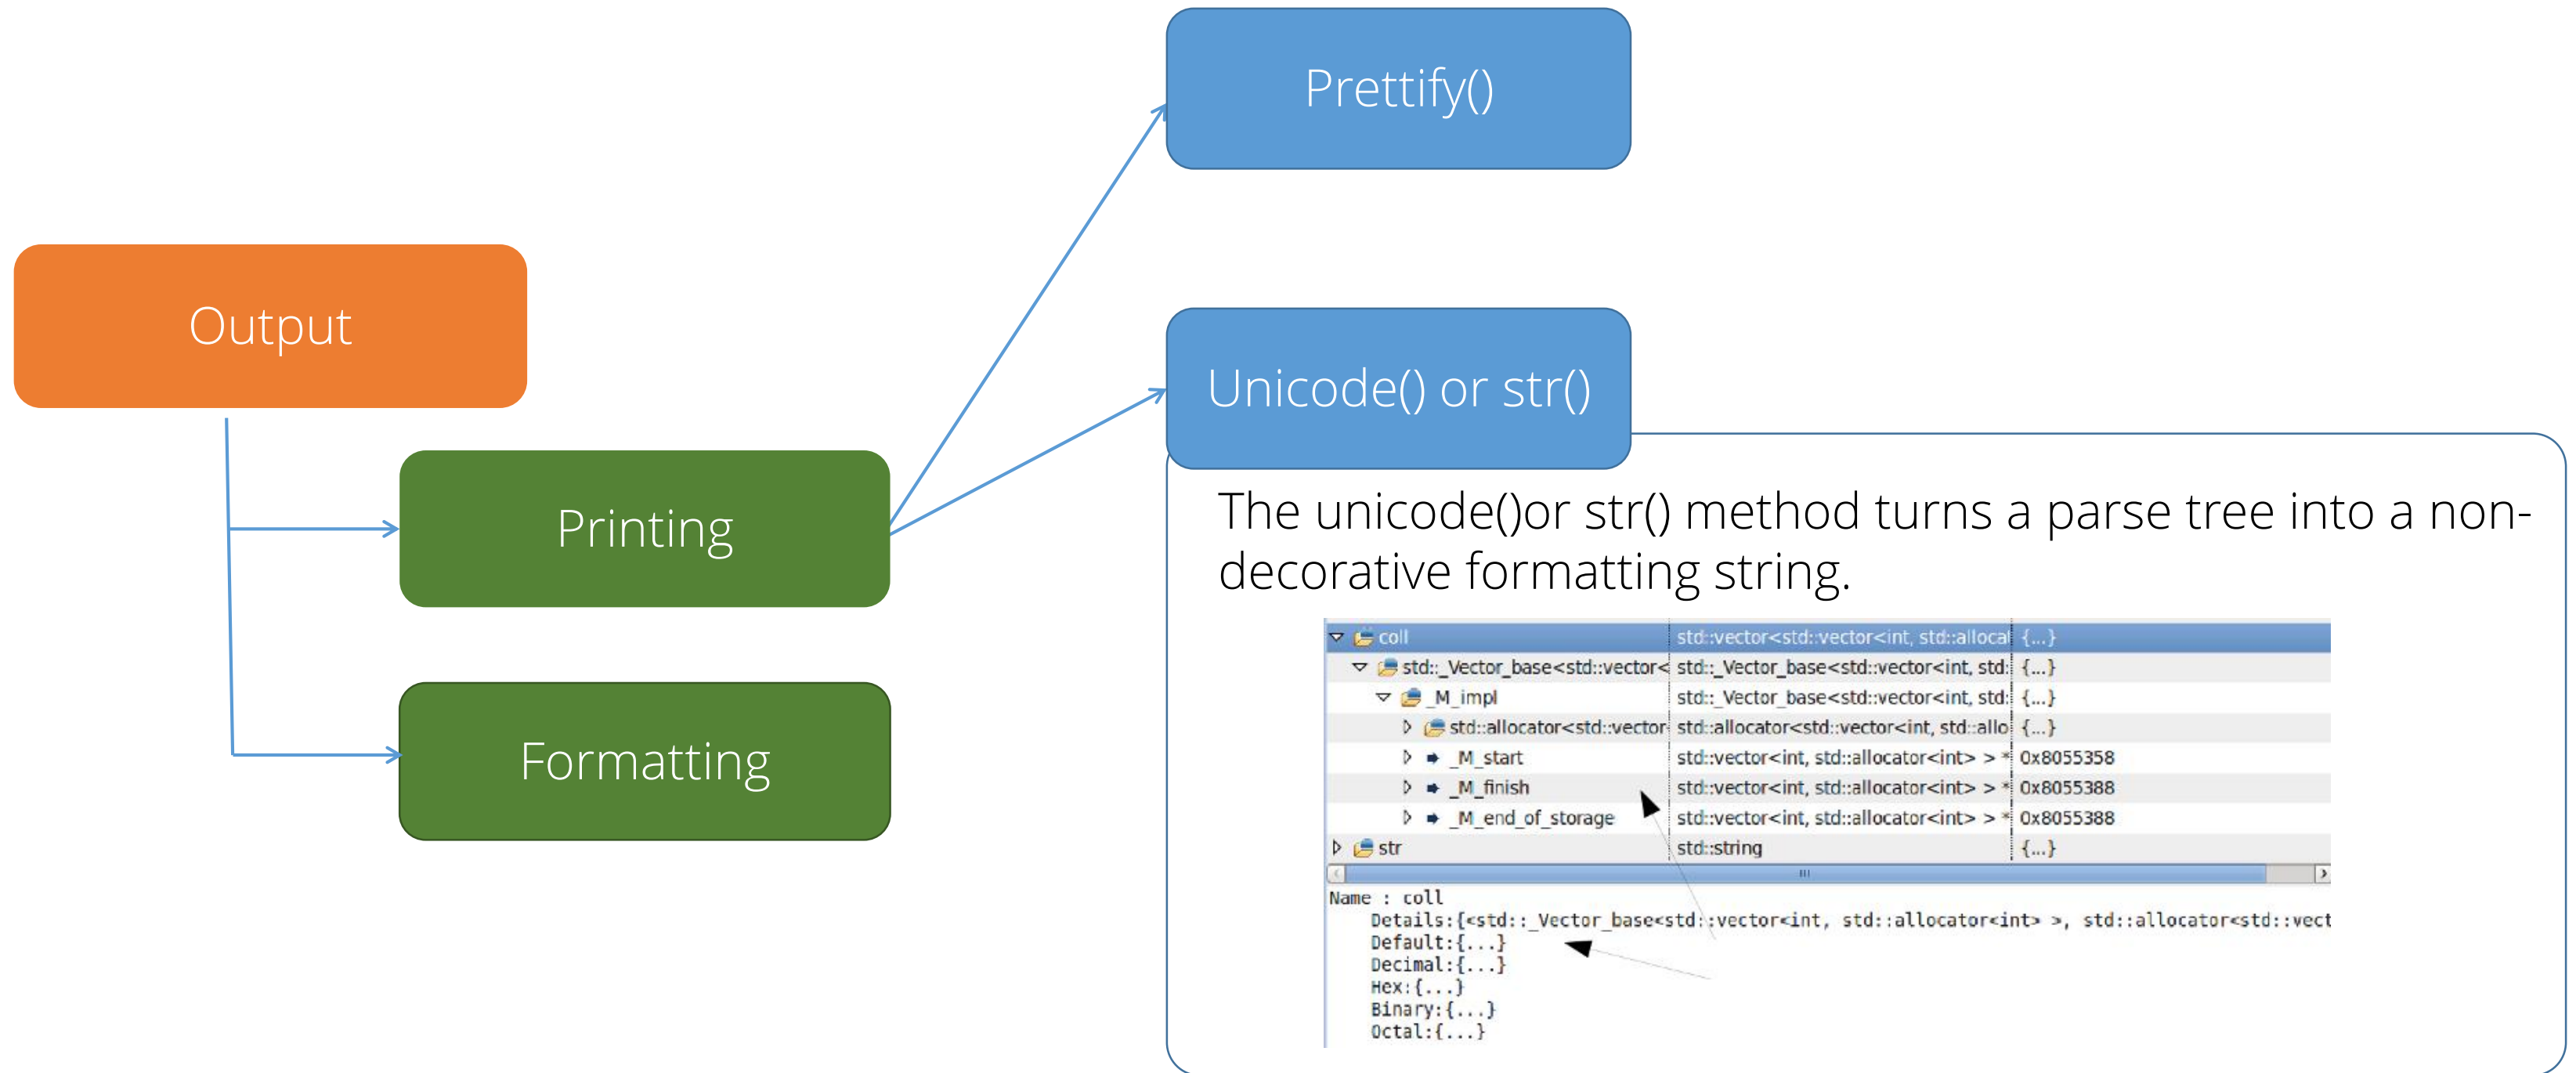 Prettify()
Output
Unicode() or str()
Printing
Formatting
The unicode()or str() method turns a parse tree into a non-
decorative formatting string.
coll std::vector<std::vector<int, std::alloca {...}
std::_Vector_base<std::vector< std::_Vector_base<std::vector<int, std: {...}
_M_impl std::_Vector_base<std::vector<int, std: {...}
std::allocator<std::vector std::allocator<std::vector<int, std::allo {...}
_M_start std::vector<int, std::allocator<int> > * 0x8055358
_M_finish std::vector<int, std::allocator<int> > * 0x8055388
_M_end_of_storage std::vector<int, std::allocator<int> > * 0x8055388
str std::string {...}
Name : coll
Details:{<std::_Vector_base<std::vector<int, std::allocator<int> >, std::allocator<std::vect
Default:{...}
Decimal:{...}
Hex:{...}
Binary:{...}
Octal:{...}